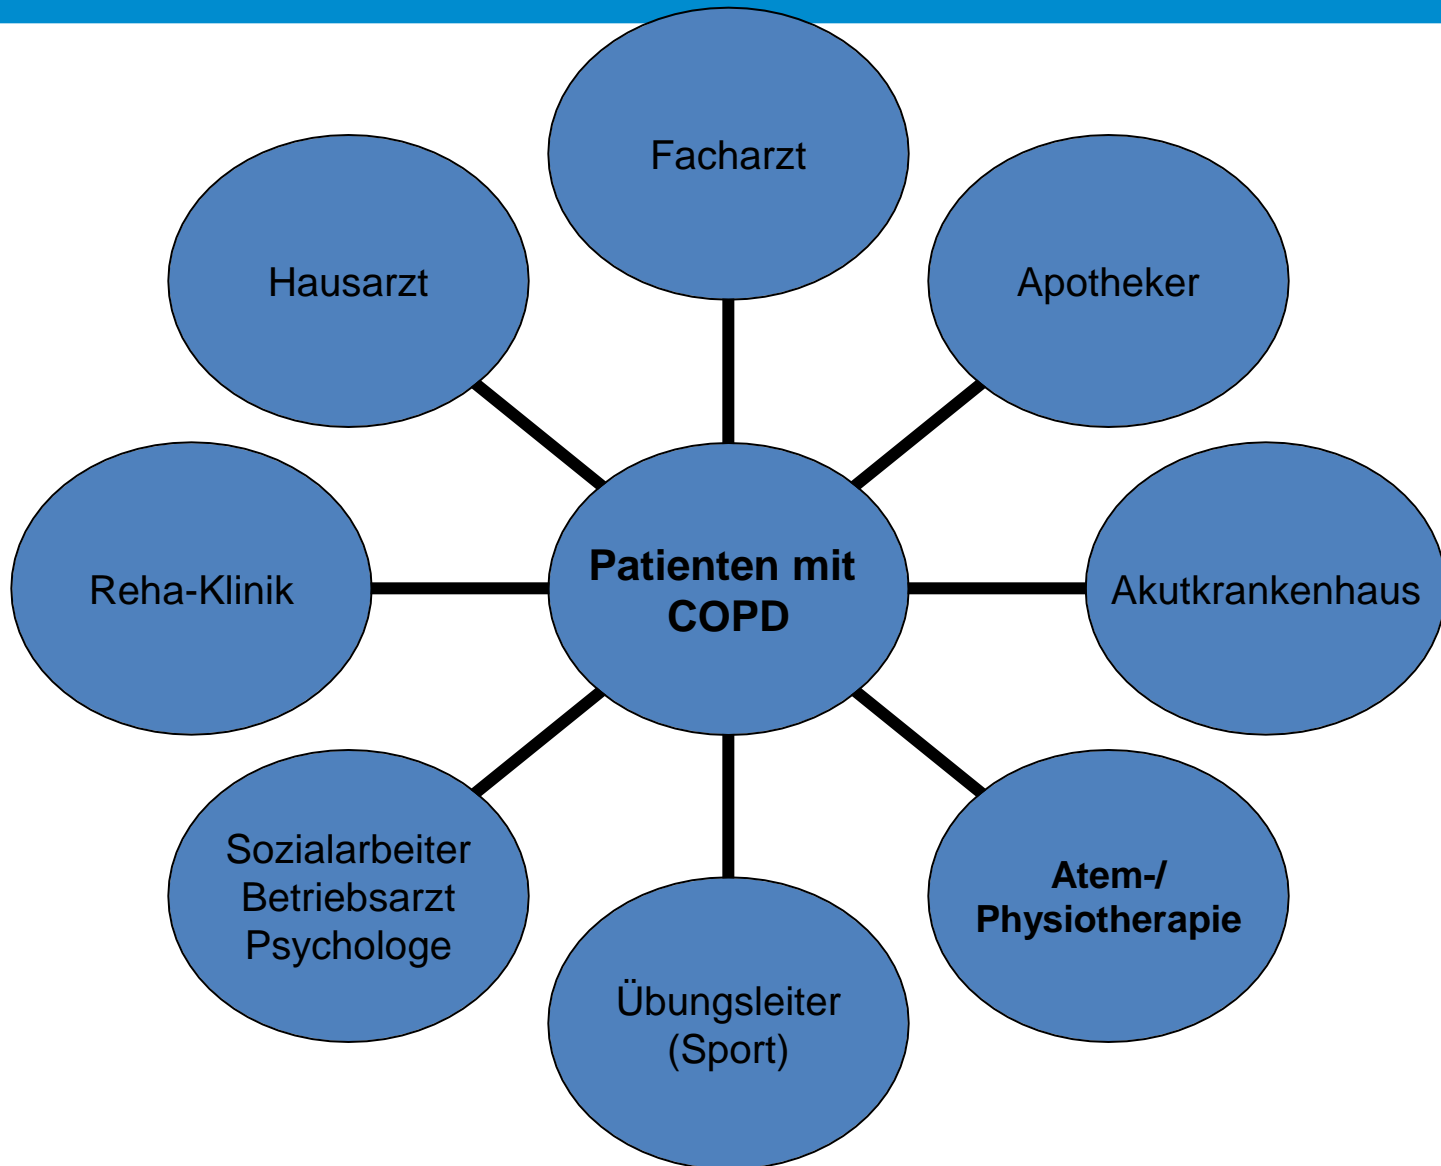 Facharzt
Hausarzt
Apotheker
Reha-Klinik
Patienten mit
COPD
Akutkrankenhaus
Sozialarbeiter
Betriebsarzt
Psychologe
Atem-/
Physiotherapie
Übungsleiter
(Sport)